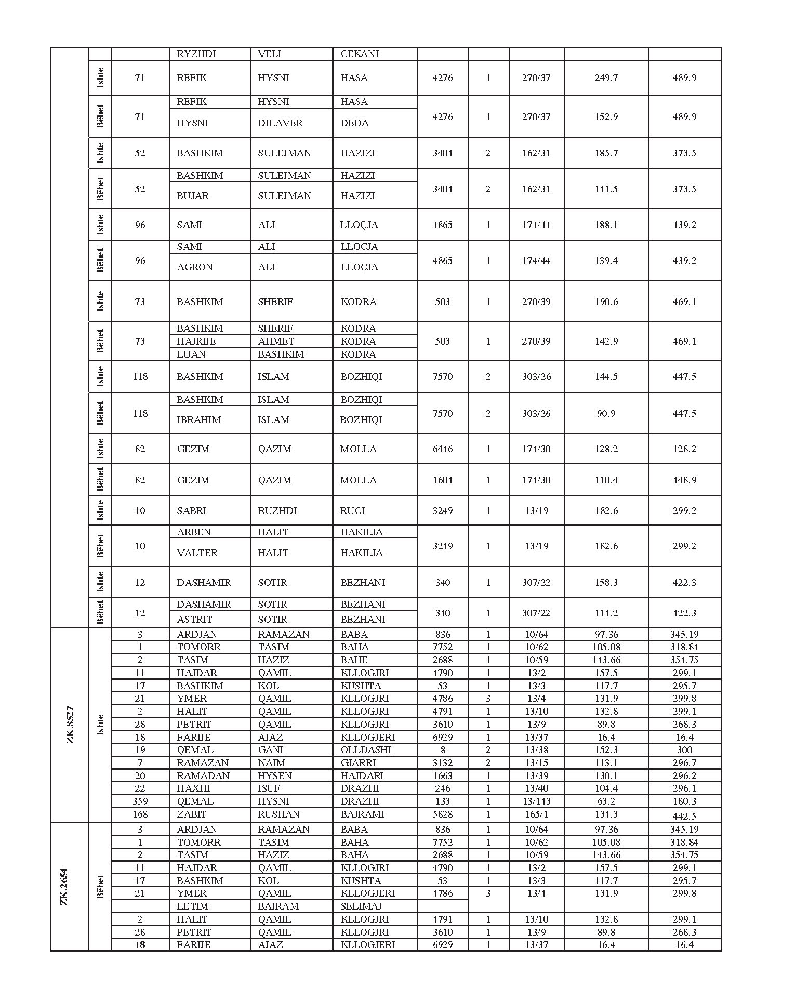 RYZHDI VELI CEKANI
Ishte 71 REFIK HYSNI HASA 4276 1 270/37 249.7 489.9
Bëhet 71 REFIK HYSNI HASA 4276 1 270/37 152.9 489.9
HYSNI DILAVER DEDA
Ishte 52 BASHKIM SULEJMAN HAZIZI 3404 2 162/31 185.7 373.5
Bëhet 52 BASHKIM SULEJMAN HAZIZI 3404 2 162/31 141.5 373.5
BUJAR SULEJMAN HAZIZI
Ishte 96 SAMI ALI LLOÇJA 4865 1 174/44 188.1 439.2
Bëhet 96 SAMI ALI LLOÇJA 4865 1 174/44 139.4 439.2
AGRON ALI LLOÇJA
Ishte 73 BASHKIM SHERIF KODRA 503 1 270/39 190.6 469.1
BASHKIM SHERIF KODRA
Bëhet 73 HAJRIJE AHMET KODRA 503 1 270/39 142.9 469.1
LUAN BASHKIM KODRA
Ishte 118 BASHKIM ISLAM BOZHIQI 7570 2 303/26 144.5 447.5
Bëhet 118 BASHKIM ISLAM BOZHIQI 7570 2 303/26 90.9 447.5
IBRAHIM ISLAM BOZHIQI
Ishte 82 GEZIM QAZIM MOLLA 6446 1 174/30 128.2 128.2
Bëhet 82 GEZIM QAZIM MOLLA 1604 1 174/30 110.4 448.9
Ishte 10 SABRI RUZHDI RUCI 3249 1 13/19 182.6 299.2
Bëhet 10 ARBEN HALIT HAKILJA 3249 1 13/19 182.6 299.2
VALTER HALIT HAKILJA
Ishte 12 DASHAMIR SOTIR BEZHANI 340 1 307/22 158.3 422.3
Bëhet 12 DASHAMIR SOTIR BEZHANI 340 1 307/22 114.2 422.3
ASTRIT SOTIR BEZHANI
ZK.8527 Ishte
3 ARDJAN RAMAZAN BABA 836 1 10/64 97.36 345.19
1 TOMORR TASIM BAHA 7752 1 10/62 105.08 318.84
2 TASIM HAZIZ BAHE 2688 1 10/59 143.66 354.75
11 HAJDAR QAMIL KLLOGJRI 4790 1 13/2 157.5 299.1
17 BASHKIM KOL KUSHTA 53 1 13/3 117.7 295.7
21 YMER QAMIL KLLOGJRI 4786 3 13/4 131.9 299.8
2 HALIT QAMIL KLLOGJRI 4791 1 13/10 132.8 299.1
28 PETRIT QAMIL KLLOGJRI 3610 1 13/9 89.8 268.3
18 FARIJE AJAZ KLLOGJERI 6929 1 13/37 16.4 16.4
19 QEMAL GANI OLLDASHI 8 2 13/38 152.3 300
7 RAMAZAN NAIM GJARRI 3132 2 13/15 113.1 296.7
20 RAMADAN HYSEN HAJDARI 1663 1 13/39 130.1 296.2
22 HAXHI ISUF DRAZHI 246 1 13/40 104.4 296.1
359 QEMAL HYSNI DRAZHI 133 1 13/143 63.2 180.3
168 ZABIT RUSHAN BAJRAMI 5828 1 165/1 134.3 442.5
ZK.2654 Bëhet
3 ARDJAN RAMAZAN BABA 836 1 10/64 97.36 345.19
1 TOMORR TASIM BAHA 7752 1 10/62 105.08 318.84
2 TASIM HAZIZ BAHA 2688 1 10/59 143.66 354.75
11 HAJDAR QAMIL KLLOGJRI 4790 1 13/2 157.5 299.1
17 BASHKIM KOL KUSHTA 53 1 13/3 117.7 295.7
21 YMER QAMIL KLLOGJERI 4786 3 13/4 131.9 299.8
LETIM BAJRAM SELIMAJ
2 HALIT QAMIL KLLOGJRI 4791 1 13/10 132.8 299.1
28 PETRIT QAMIL KLLOGJRI 3610 1 13/9 89.8 268.3
18 FARIJE AJAZ KLLOGJERI 6929 1 13/37 16.4 16.4